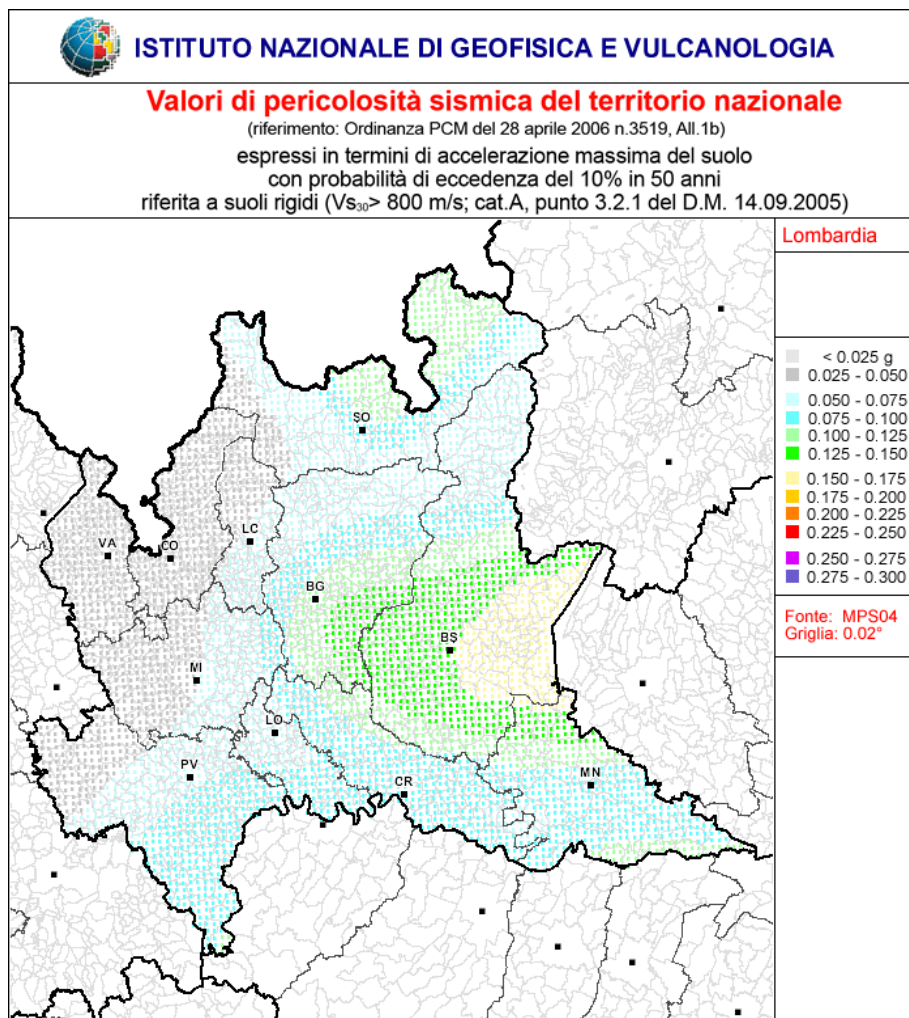 ISTITUTO NAZIONALE DI GEOFISICA E VULCANOLOGIA
Valori di pericolosità sismica del territorio nazionale
(riferimento: Ordinanza PCM del 28 aprile 2006 n.3519, All.1b)
espressi in termini di accelerazione massima del suolo
con probabilità di eccedenza del 10% in 50 anni
riferita a suoli rigidi (Vs30> 800 m/s; cat.A, punto 3.2.1 del D.M. 14.09.2005)
Lombardia
< 0.025 g
0.025 - 0.050
0.050 - 0.075
0.075 - 0.100
0.100 - 0.125
0.125 - 0.150
0.150 - 0.175
0.175 - 0.200
0.200 - 0.225
0.225 - 0.250
0.250 - 0.275
0.275 - 0.300
Fonte: MPS04
Griglia: 0.02°
SO
LC
VA
CO
BG
BS
MI
LO
PV
CR
MN